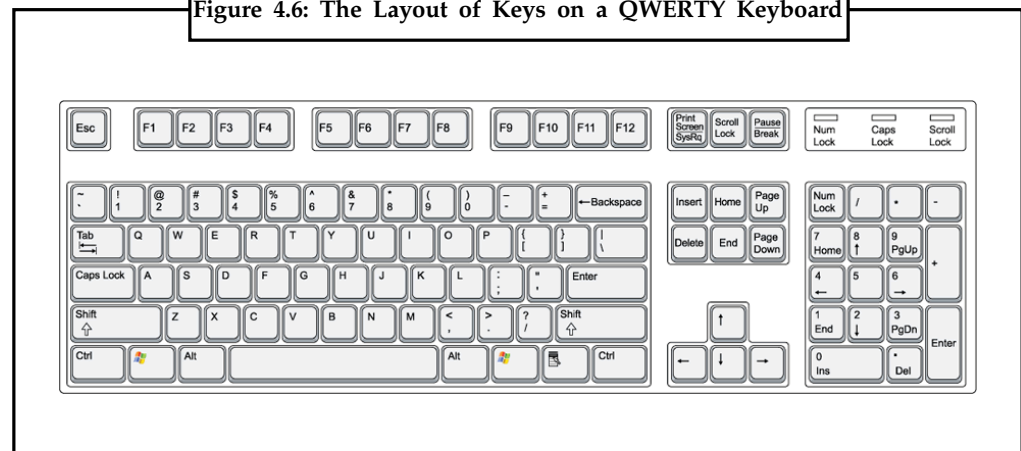 Figure 4.6: The Layout of Keys on a QWERTY Keyboard
Esc F1 F2 F3 F4 F5 F6 F7 F8 F9 F10 F11 F12 Print Screen SysRq Scroll Lock Pause Break Num Lock Caps Lock Scroll Lock
~ ` ! 1 @ 2 # 3 $ 4 % 5 ^ 6 & 7 * 8 ( 9 ) 0 – - + = ←Backspace Insert Home Page Up Num Lock / * -
Tab Q W E R T Y U I O P { [ } ] | \ Delete End Page Down 7 Home 8 ↑ 9 PgUp +
Caps Lock A S D F G H J K L : ; " ' Enter 4 ← 5 6 →
Shift Z X C V B N M < , > . ? / Shift ↑ 1 End 2 ↓ 3 PgDn Enter
Ctrl Alt Alt Ctrl ← ↓ → 0 Ins • Del